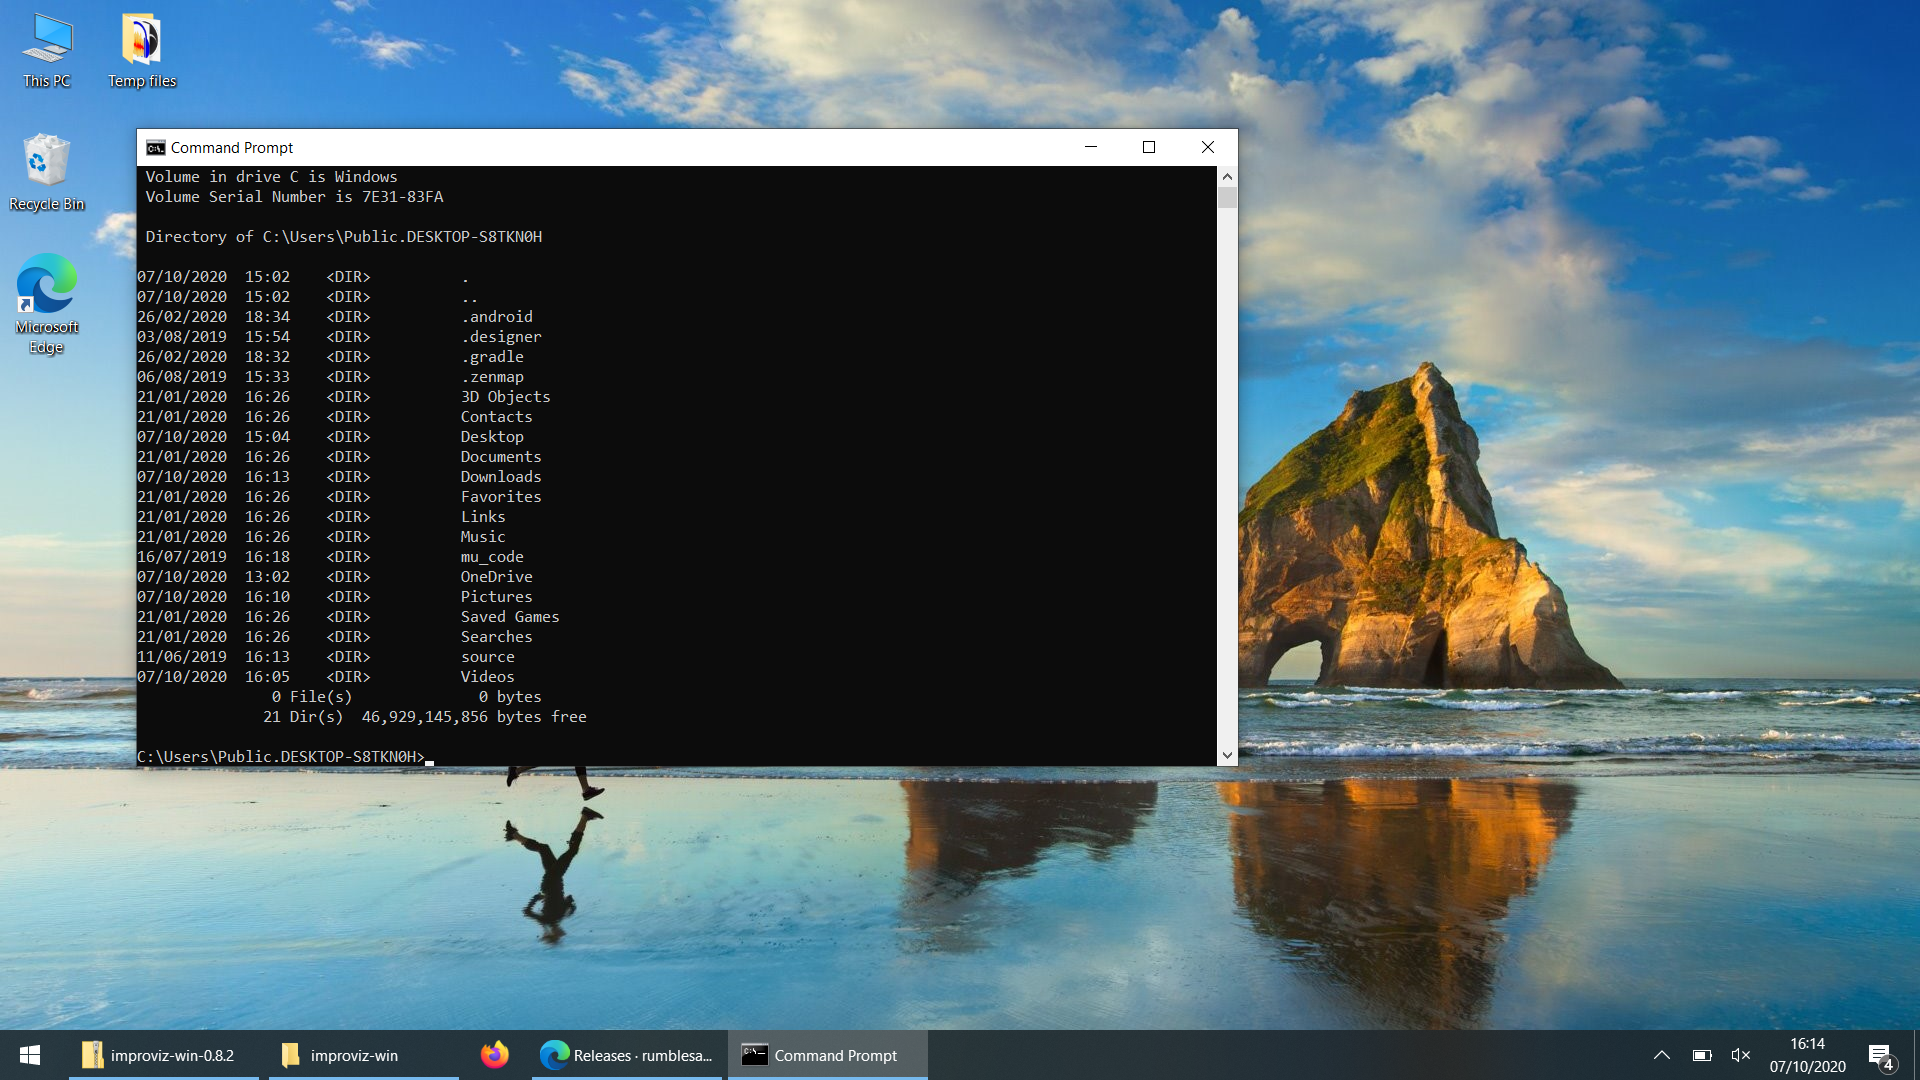 This PC
Temp files
Recycle Bin
Microsoft
Edge
Command Prompt
Volume in drive C is Windows
Volume Serial Number is 7E31-83FA
Directory of C:\Users\Public.DESKTOP-S8TKN0H
07/10/2020  15:02    <DIR>          .
07/10/2020  15:02    <DIR>          ..
26/02/2020  18:34    <DIR>          .android
03/08/2019  15:54    <DIR>          .designer
26/02/2020  18:32    <DIR>          .gradle
06/08/2019  15:33    <DIR>          .zenmap
21/01/2020  16:26    <DIR>          3D Objects
21/01/2020  16:26    <DIR>          Contacts
07/10/2020  15:04    <DIR>          Desktop
21/01/2020  16:26    <DIR>          Documents
07/10/2020  16:13    <DIR>          Downloads
21/01/2020  16:26    <DIR>          Favorites
21/01/2020  16:26    <DIR>          Links
21/01/2020  16:26    <DIR>          Music
16/07/2019  16:18    <DIR>          mu_code
07/10/2020  13:02    <DIR>          OneDrive
07/10/2020  16:10    <DIR>          Pictures
21/01/2020  16:26    <DIR>          Saved Games
21/01/2020  16:26    <DIR>          Searches
11/06/2019  16:13    <DIR>          source
07/10/2020  16:05    <DIR>          Videos
0 File(s)              0 bytes
21 Dir(s)  46,929,145,856 bytes free
C:\Users\Public.DESKTOP-S8TKN0H>
improviz-win-0.8.2
improviz-win
Releases · rumblesa...
Command Prompt
16:14
07/10/2020
4